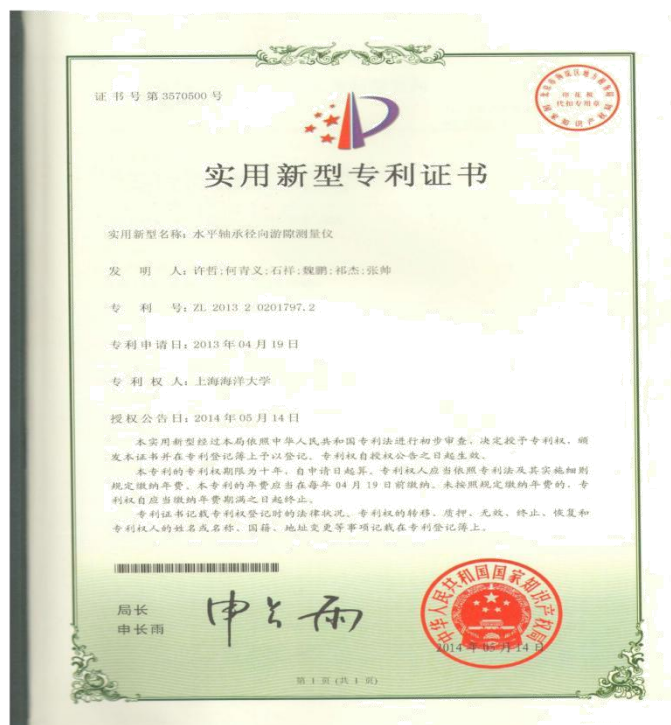 证书号第3570500号
印花税
代扣专用章
国家知识产权局
实用新型专利证书
实用新型名称：水平轴承径向游隙测量仪
发 明 人：许哲;何青义;石祥;魏鹏;祁杰;张帅
专 利 号：ZL 2013 2 0201797.2
专利申请日：2013年04月19日
专 利 权 人：上海海洋大学
授权公告日：2014年05月14日
本实用新型经过本局依照中华人民共和国专利法进行初步审查，决定授予专利权，颁
发本证书并在专利登记簿上予以登记。专利权自授权公告之日起生效。
本专利的专利权期限为十年，自申请日起算。专利权人应当依照专利法及其实施细则
规定缴纳年费。本专利的年费应当在每年04月19日前缴纳。未按照规定缴纳年费的，专
利权自应当缴纳年费期满之日起终止。
专利证书记载专利权登记时的法律状况。专利权的转移、质押、无效、终止、恢复和
专利权人的姓名或名称、国籍、地址变更等事项记载在专利登记簿上。
局长
申长雨
申长雨
中华人民共和国国家知识产权局
2014年05月14日
第1页(共1页)